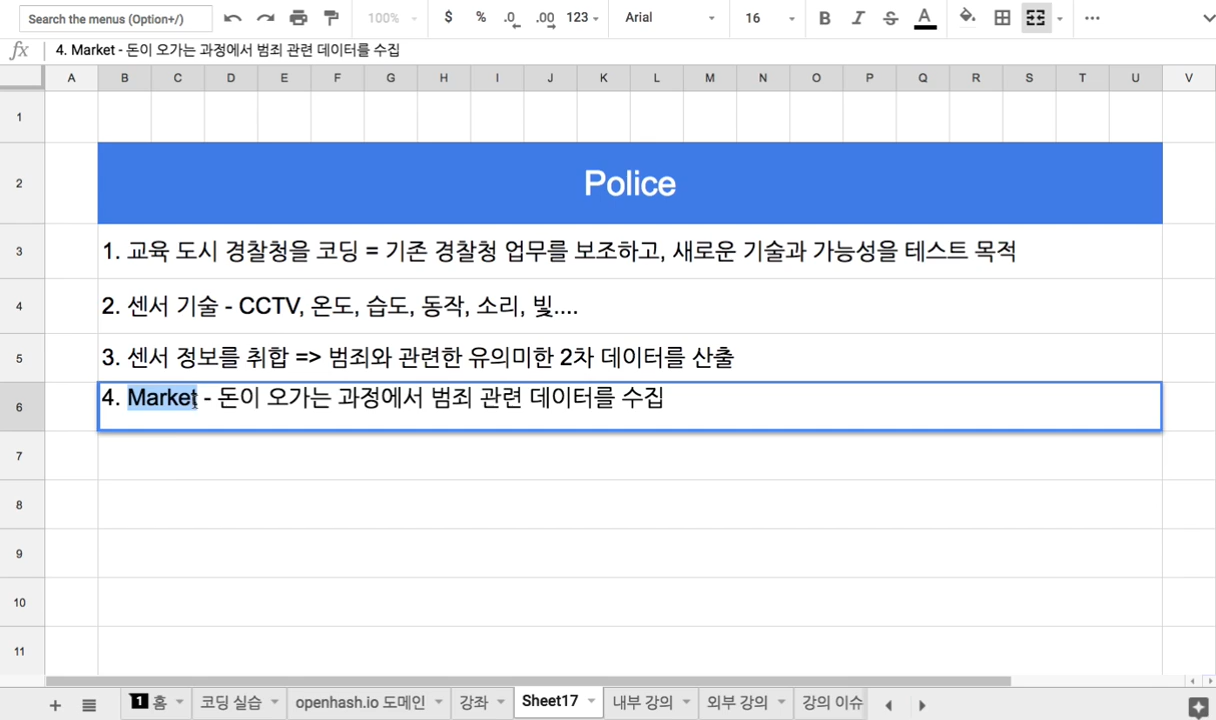 Search the menus (Option+/)
100%
$ % .0 .00 123
Arial
16
B I S A
fx 4. Market - 돈이 오가는 과정에서 범죄 관련 데이터를 수집
A B C D E F G H I J K L M N O P Q R S T U V
1
2 Police
3 1. 교육 도시 경찰청을 코딩 = 기존 경찰청 업무를 보조하고, 새로운 기술과 가능성을 테스트 목적
4 2. 센서 기술 - CCTV, 온도, 습도, 동작, 소리, 빛....
5 3. 센서 정보를 취합 => 범죄와 관련한 유의미한 2차 데이터를 산출
6 4. Market - 돈이 오가는 과정에서 범죄 관련 데이터를 수집
7
8
9
10
11
1 홈 코딩 실습 openhash.io 도메인 강좌 Sheet17 내부 강의 외부 강의 강의 이슈